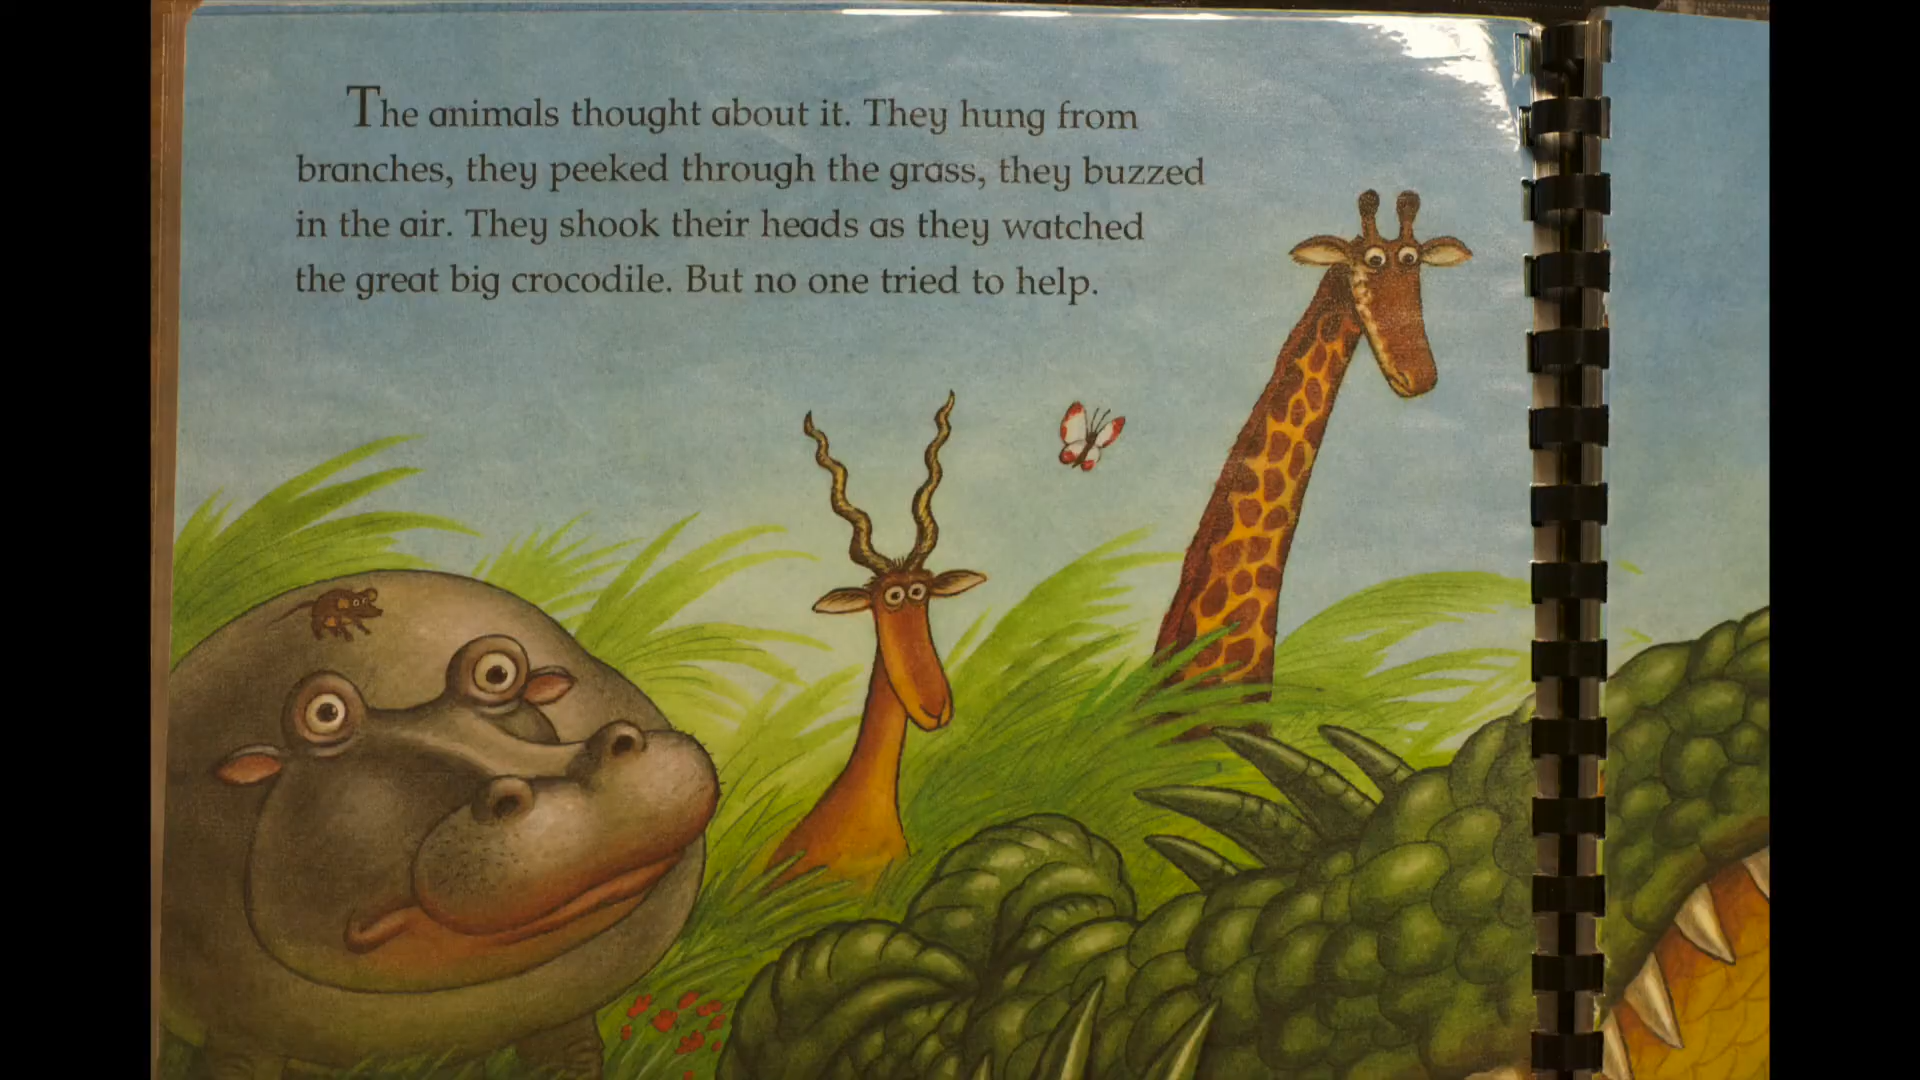 The animals thought about it. They hung from
branches, they peeked through the grass, they buzzed
in the air. They shook their heads as they watched
the great big crocodile. But no one tried to help.